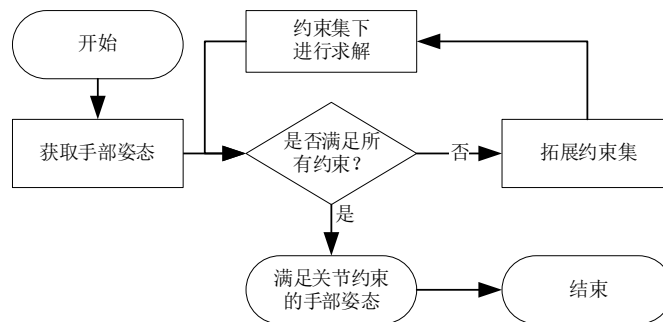 开始
约束集下
进行求解
获取手部姿态
是否满足所
有约束？
否
拓展约束集
是
满足关节约束
的手部姿态
结束